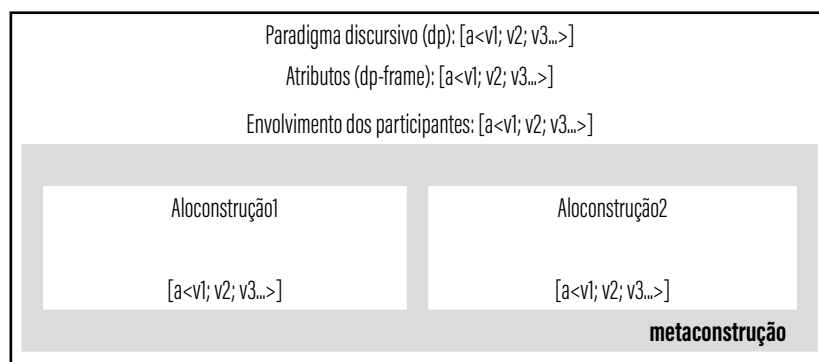 Paradigma discursivo (dp): [a<v1; v2; v3...>]
Atributos (dp-frame): [a<v1; v2; v3...>]
Envolvimento dos participantes: [a<v1; v2; v3...>]
Aloconstrução1
Aloconstrução2
[a<v1; v2; v3...>]
[a<v1; v2; v3...>]
metaconstrução